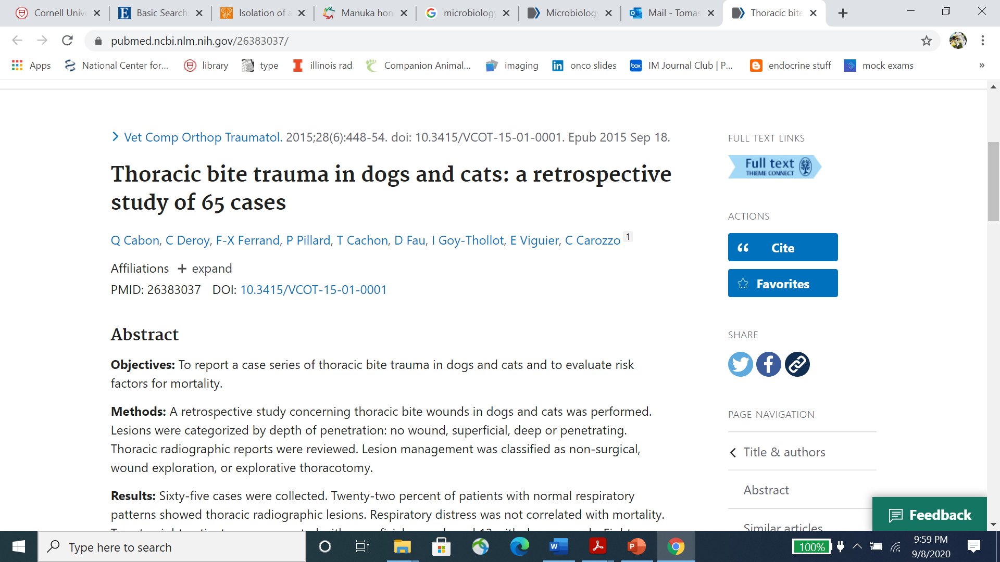 Cornell Unive
Basic Search:
Isolation of a
Manuka hon
microbiology
Microbiology
Mail - Tomas
Thoracic bite
pubmed.ncbi.nlm.nih.gov/26383037/
Apps
National Center for...
library
type
illinois rad
Companion Animal...
imaging
onco slides
IM Journal Club | P...
endocrine stuff
mock exams
»
Vet Comp Orthop Traumatol. 2015;28(6):448-54. doi: 10.3415/VCOT-15-01-0001. Epub 2015 Sep 18.
Thoracic bite trauma in dogs and cats: a retrospective
study of 65 cases
Q Cabon, C Deroy, F-X Ferrand, P Pillard, T Cachon, D Fau, I Goy-Thollot, E Viguier, C Carozzo 1
Affiliations + expand
PMID: 26383037 DOI: 10.3415/VCOT-15-01-0001
Abstract
Objectives: To report a case series of thoracic bite trauma in dogs and cats and to evaluate risk
factors for mortality.
Methods: A retrospective study concerning thoracic bite wounds in dogs and cats was performed.
Lesions were categorized by depth of penetration: no wound, superficial, deep or penetrating.
Thoracic radiographic reports were reviewed. Lesion management was classified as non-surgical,
wound exploration, or explorative thoracotomy.
Results: Sixty-five cases were collected. Twenty-two percent of patients with normal respiratory
patterns showed thoracic radiographic lesions. Respiratory distress was not correlated with mortality.
FULL TEXT LINKS
Full text
THIEME CONNECT
ACTIONS
Cite
Favorites
SHARE
PAGE NAVIGATION
Title & authors
Abstract
Similar articles
Feedback
Type here to search
100%
9:59 PM
9/8/2020